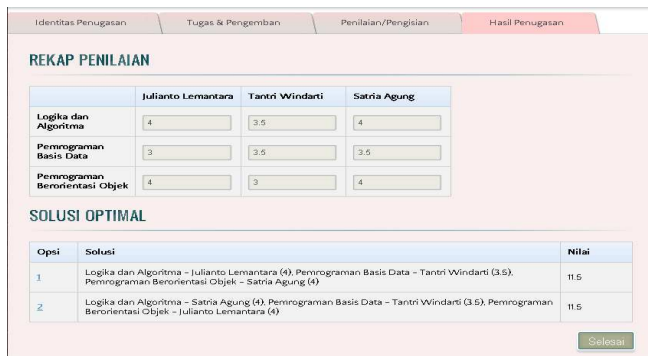 Identitas Penugasan Tugas & Pengemban Penilaian/Pengisian Hasil Penugasan
REKAP PENILAIAN
Julianto Lemantara Tantri Windarti Satria Agung
Logika dan
Algoritma 4 3.5 4
Pemrograman
Basis Data 3 3.5 3.5
Pemrograman
Berorientasi Objek 4 3 4
SOLUSI OPTIMAL
Opsi Solusi Nilai
1 Logika dan Algoritma - Julianto Lemantara (4), Pemrograman Basis Data - Tantri Windarti (3.5), 11.5
Pemrograman Berorientasi Objek - Satria Agung (4)
2 Logika dan Algoritma - Satria Agung (4), Pemrograman Basis Data - Tantri Windarti (3.5), Pemrograman 11.5
Berorientasi Objek - Julianto Lemantara (4)
Selesai